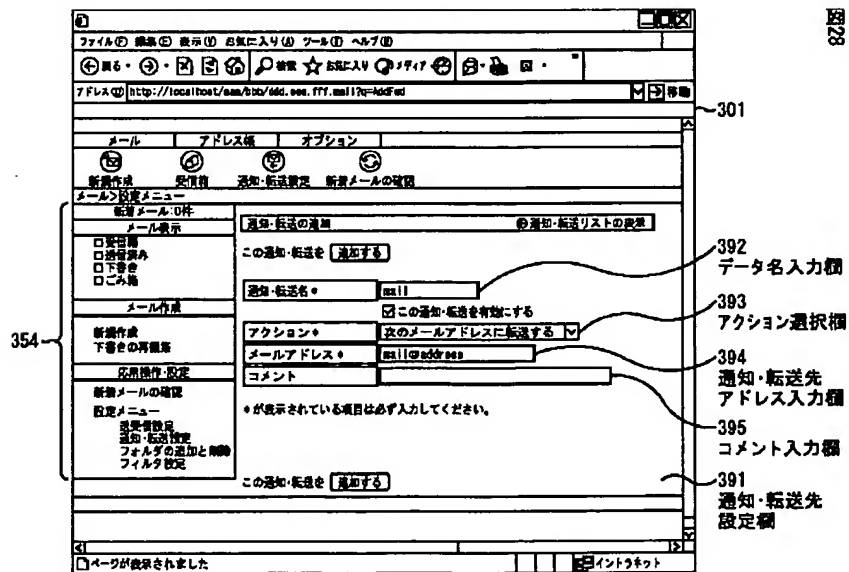 図28
ファイル(F) 編集(E) 表示(V) お気に入り(A) ツール(T) ヘルプ(H)
戻る 検索 お気に入り メディア
アドレス(D) http://localhost/aaa/bbb/ddd.eee.fff.mail?q=AddFwd 移動
301
メール アドレス帳 オプション
新規作成 受信箱 通知・転送設定 新着メールの確認
メール>設定メニュー
354
新着メール:0件
メール表示
□受信箱
□送信済み
□下書き
□ごみ箱
メール作成
新規作成
下書きの再編集
応用操作・設定
新着メールの確認
設定メニュー
送受信設定
通知・転送設定
フォルダの追加と削除
フィルタ設定
通知・転送の追加 通知・転送リストの表示
この通知・転送を 追加する
通知・転送名* mail
☑この通知・転送を有効にする
アクション* 次のメールアドレスに転送する
メールアドレス* mail@address
コメント
*が表示されている項目は必ず入力してください。
この通知・転送を 追加する
392
データ名入力欄
393
アクション選択欄
394
通知・転送先
アドレス入力欄
395
コメント入力欄
391
通知・転送先
設定欄
ページが表示されました イントラネット